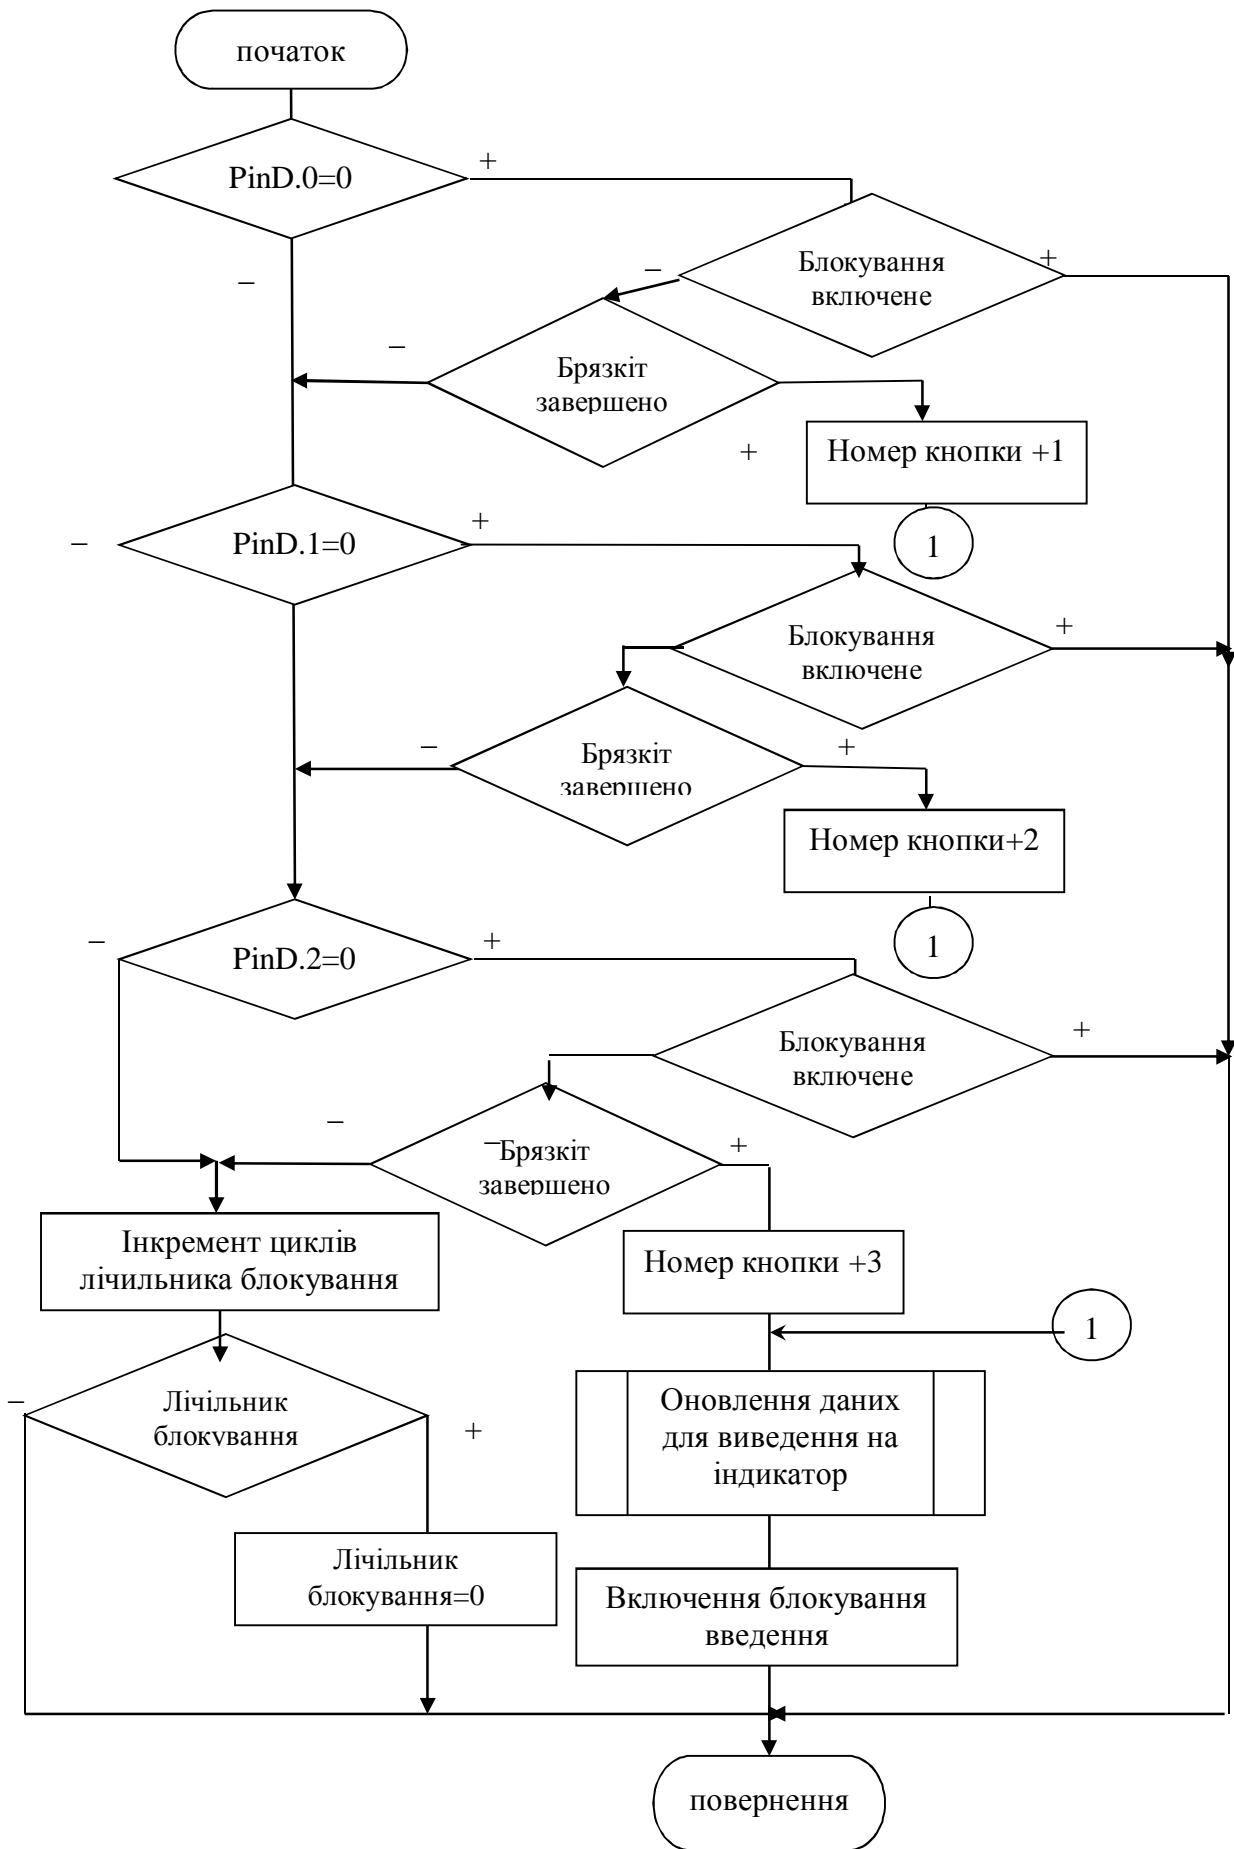 початок
PinD.0=0
+
–
Блокування
включене
+
–
Брязкіт
завершено
–
+
Номер кнопки +1
1
PinD.1=0
–
+
Блокування
включене
+
Брязкіт
завершено
–
+
Номер кнопки+2
1
PinD.2=0
–
+
Блокування
включене
+
–
Брязкіт
завершено
–
+
Інкремент циклів
лічильника блокування
Номер кнопки +3
1
Лічільник
блокування
–
+
Оновлення даних
для виведення на
індикатор
Лічільник
блокування=0
Включення блокування
введення
повернення